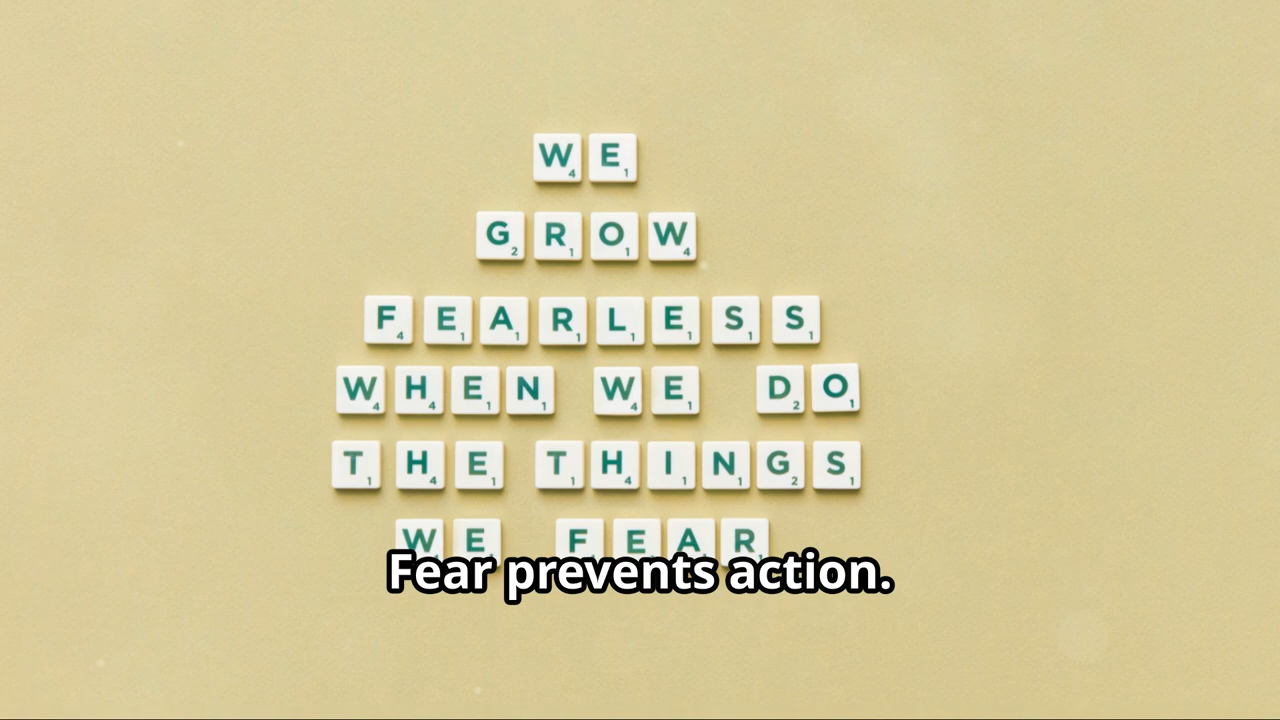 WE
GROW
FEARLESS
WHEN WE DO
THE THINGS
WE FEAR
Fear prevents action.